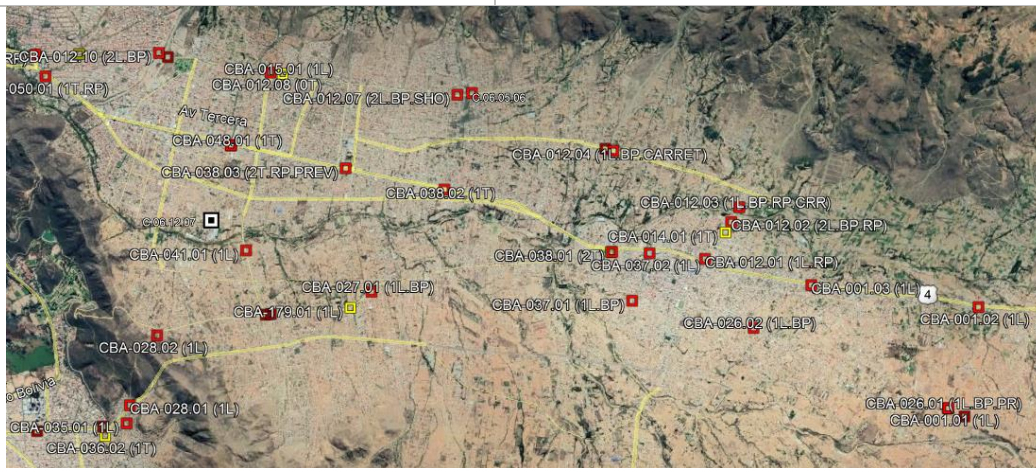 CBA-012.10 (2L.BP)
-050.01 (1T.RP)
CBA-015.01 (1L)
CBA-012.08 (0T)
CBA-012.07 (2L.BP.SHO)
C.06.05.06
Av Tercera
CBA-048.01 (1T)
CBA-012.04 (1L.BP.CARRET)
CBA-038.03 (2T.RP.PREV)
CBA-038.02 (1T)
CBA-012.03 (1L.BP.RP.CRR)
C.06.12.07
CBA-012.02 (2L.BP.RP)
CBA-014.01 (1T)
CBA-041.01 (1L)
CBA-038.01 (2T)
CBA-037.02 (1L)
CBA-012.01 (1L.RP)
CBA-027.01 (1L.BP)
CBA-001.03 (1L)
4
CBA-037.01 (1L.BP)
CBA-179.01 (1L)
CBA-001.02 (1L)
CBA-026.02 (1L.BP)
CBA-028.02 (1L)
o Bolivia
CBA-028.01 (1L)
CBA-026.01 (1L.BP.PR)
CBA-001.01 (1L)
CBA-035.01 (1L)
CBA-036.02 (1T)